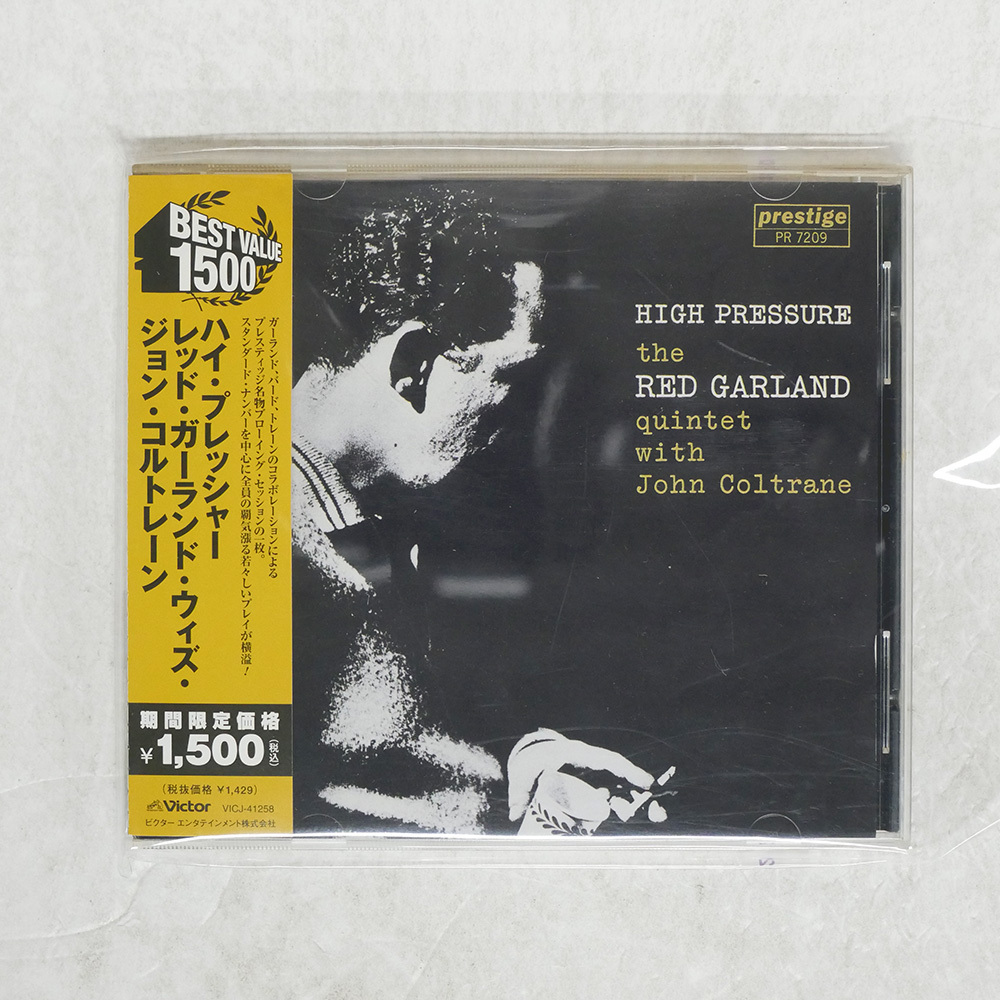 BEST VALUE
1500
ハイ・プレッシャー
レッド・ガーランド・ウィズ・
ジョン・コルトレーン
ガーランド、バード、トレーンのコラボレーションによる
プレスティッジ名物ブローイング・セッションの一枚。
スタンダード・ナンバーを中心に全員の覇気漲る若々しいプレイが横溢!
期間限定価格
¥1,500(税込)
(税抜価格 ¥1,429)
Victor VICJ-41258
ビクター エンタテインメント株式会社
prestige
PR 7209
HIGH PRESSURE
the
RED GARLAND
quintet
with
John Coltrane